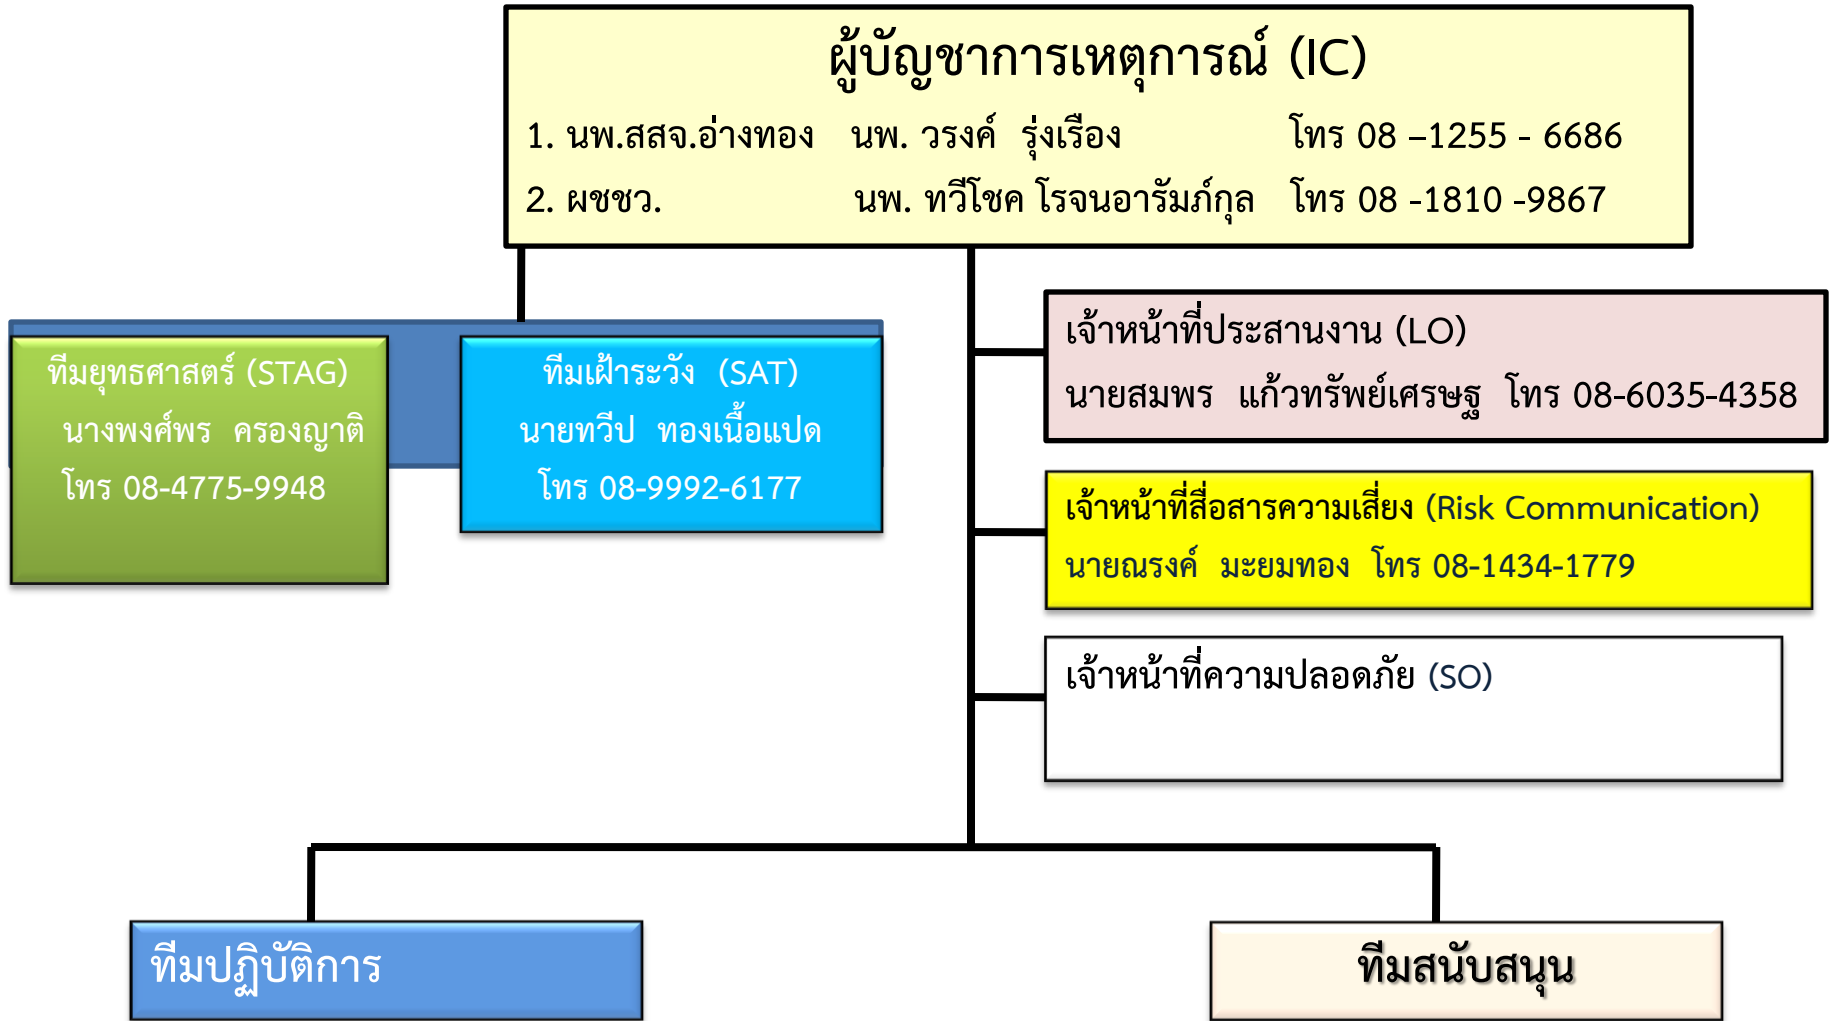 ผู้บัญชาการเหตุการณ์ (IC)
1. นพ.สสจ.อ่างทอง นพ. วรงค์ รุ่งเรือง โทร 08 –1255 - 6686
2. ผชชว. นพ. ทวีโชค โรจนอารัมภ์กุล โทร 08 -1810 -9867
ทีมยุทธศาสตร์ (STAG)
นางพงศ์พร ครองญาติ
โทร 08-4775-9948
ทีมเฝ้าระวัง (SAT)
นายทวีป ทองเนื้อแปด
โทร 08-9992-6177
เจ้าหน้าที่ประสานงาน (LO)
นายสมพร แก้วทรัพย์เศรษฐ โทร 08-6035-4358
เจ้าหน้าที่สื่อสารความเสี่ยง (Risk Communication)
นายณรงค์ มะยมทอง โทร 08-1434-1779
เจ้าหน้าที่ความปลอดภัย (SO)
ทีมปฏิบัติการ
ทีมสนับสนุน